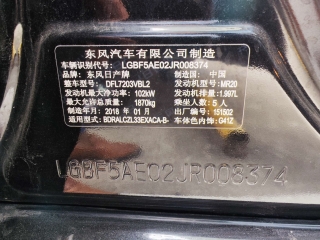 东风汽车有限公司制造
车辆识别代号: LGBF5AE02JR008374
品牌: 东风日产牌 制造国: 中国
整车型号: DFL7203VBL2 发动机型号: MR20
发动机最大净功率: 102kW 发动机排量: 1.997L
最大允许总质量: 1870kg 乘坐人数: 5 人
制造年月: 2018 年 01 月 出厂编号: 151502
适用型式: BDRALCZL33EXACA-B- 车体色内饰: G41Z
LGBF5AE02JR008374